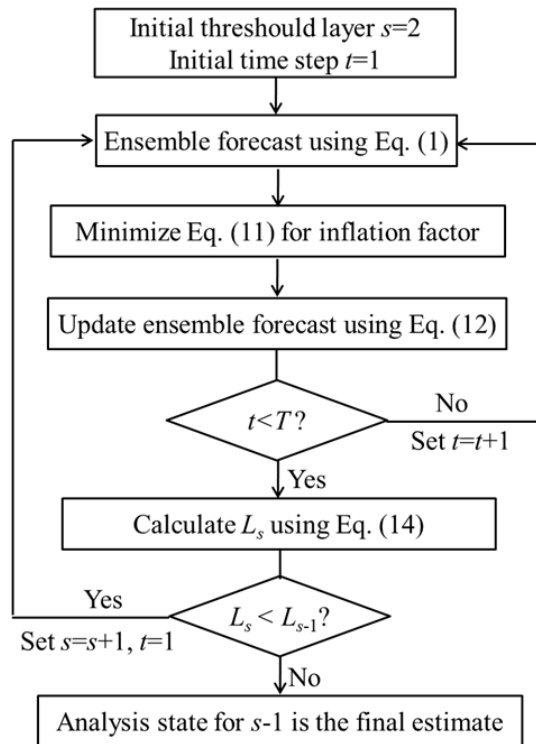 Initial threshould layer s=2
Initial time step t=1
Ensemble forecast using Eq. (1)
Minimize Eq. (11) for inflation factor
Update ensemble forecast using Eq. (12)
t<T?
No
Set t=t+1
Yes
Calculate Ls using Eq. (14)
Yes
Set s=s+1, t=1
Ls < Ls-1?
No
Analysis state for s-1 is the final estimate